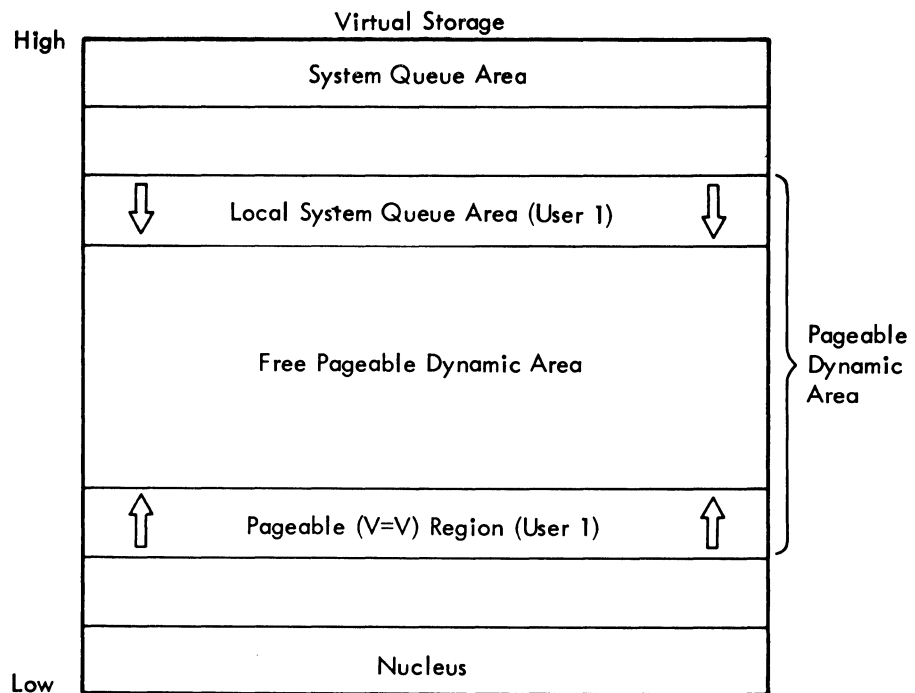 Virtual Storage
High
System Queue Area
Local System Queue Area (User 1)
Free Pageable Dynamic Area
Pageable
Dynamic
Area
Pageable (V=V) Region (User 1)
Nucleus
Low